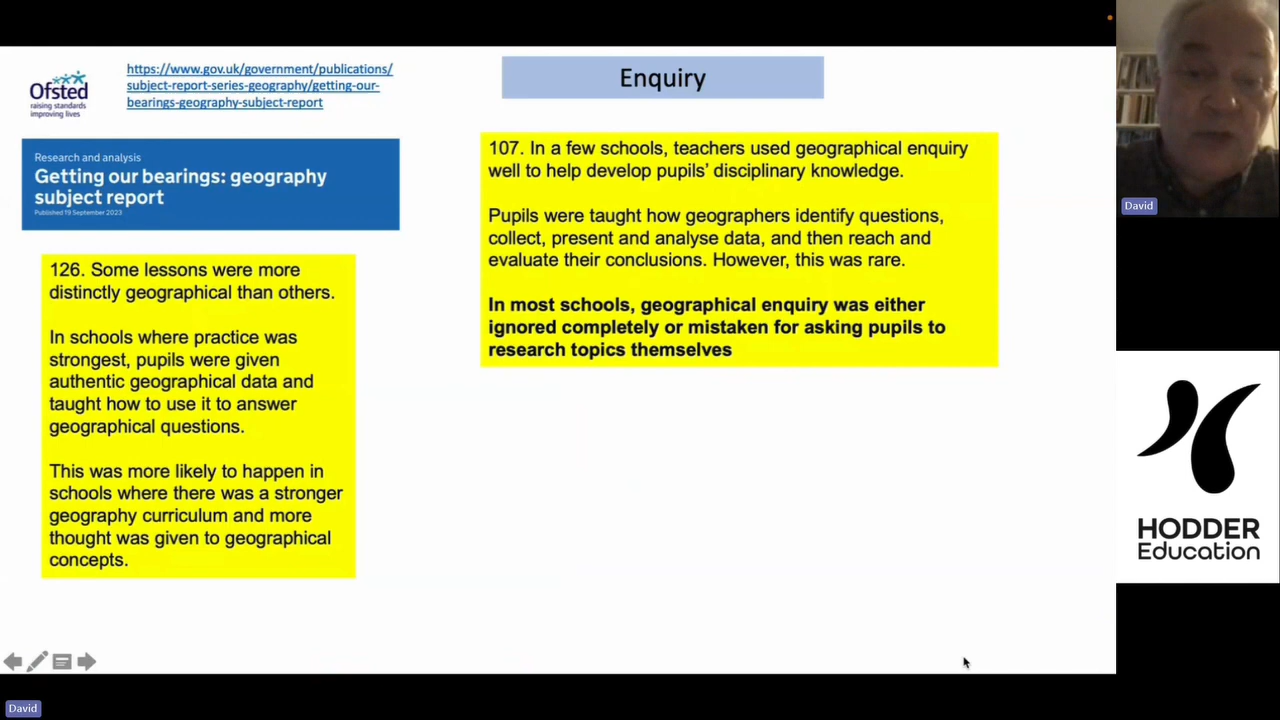 Ofsted
raising standards
improving lives
https://www.gov.uk/government/publications/
subject-report-series-geography/getting-our-
bearings-geography-subject-report
Enquiry
Research and analysis
Getting our bearings: geography
subject report
Published 19 September 2023
126. Some lessons were more
distinctly geographical than others.
In schools where practice was
strongest, pupils were given
authentic geographical data and
taught how to use it to answer
geographical questions.
This was more likely to happen in
schools where there was a stronger
geography curriculum and more
thought was given to geographical
concepts.
107. In a few schools, teachers used geographical enquiry
well to help develop pupils’ disciplinary knowledge.
Pupils were taught how geographers identify questions,
collect, present and analyse data, and then reach and
evaluate their conclusions. However, this was rare.
In most schools, geographical enquiry was either
ignored completely or mistaken for asking pupils to
research topics themselves
David
HODDER
Education
David